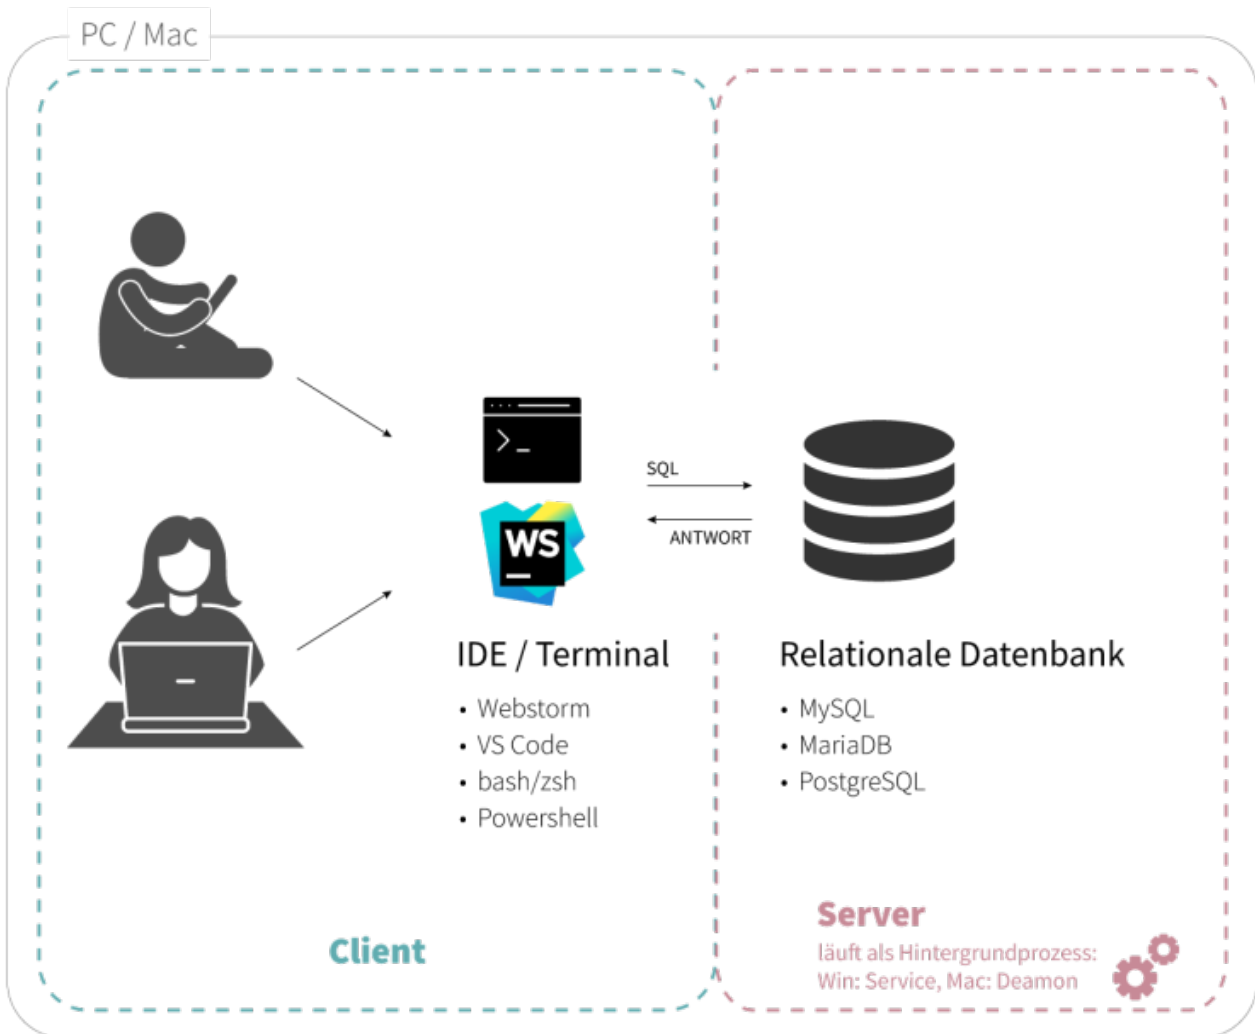 PC / Mac
>_
WS
SQL
ANTWORT
IDE / Terminal
• Webstorm
• VS Code
• bash/zsh
• Powershell
Relationale Datenbank
• MySQL
• MariaDB
• PostgreSQL
Client
Server
läuft als Hintergrundprozess:
Win: Service, Mac: Deamon